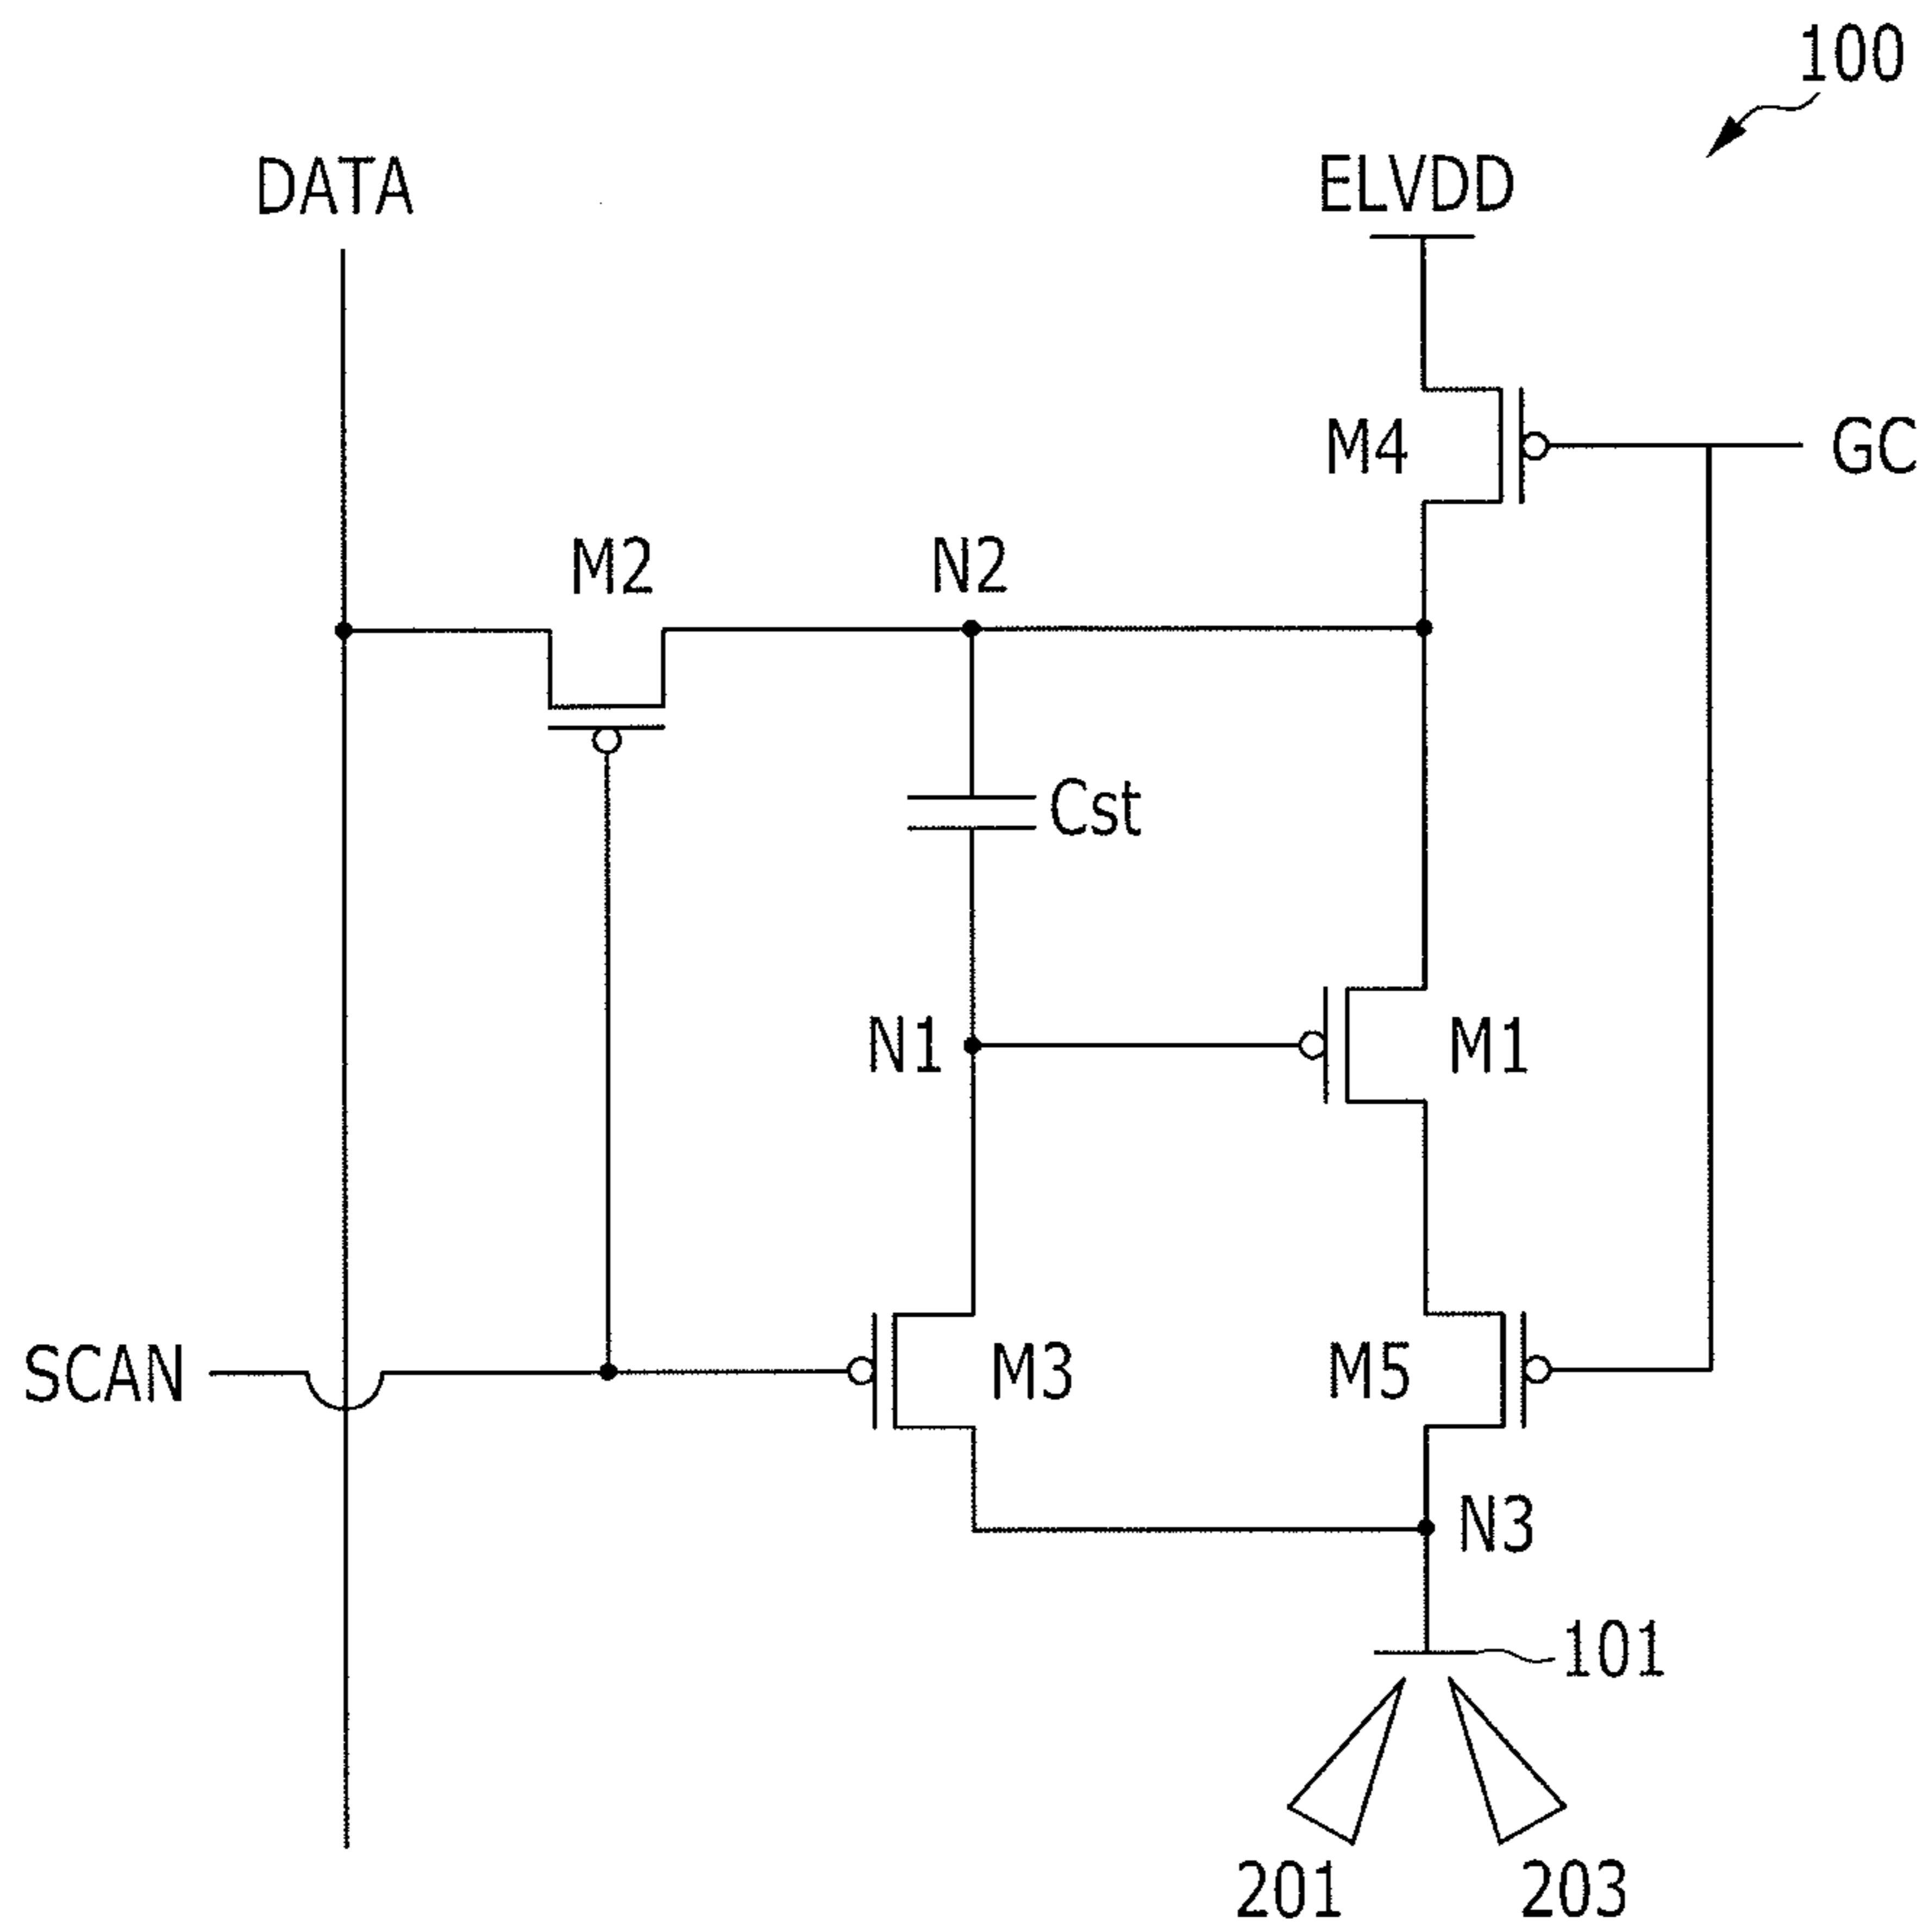 100
DATA
ELVDD
M4
GC
M2
N2
Cst
N1
M1
SCAN
M3
M5
N3
101
201
203